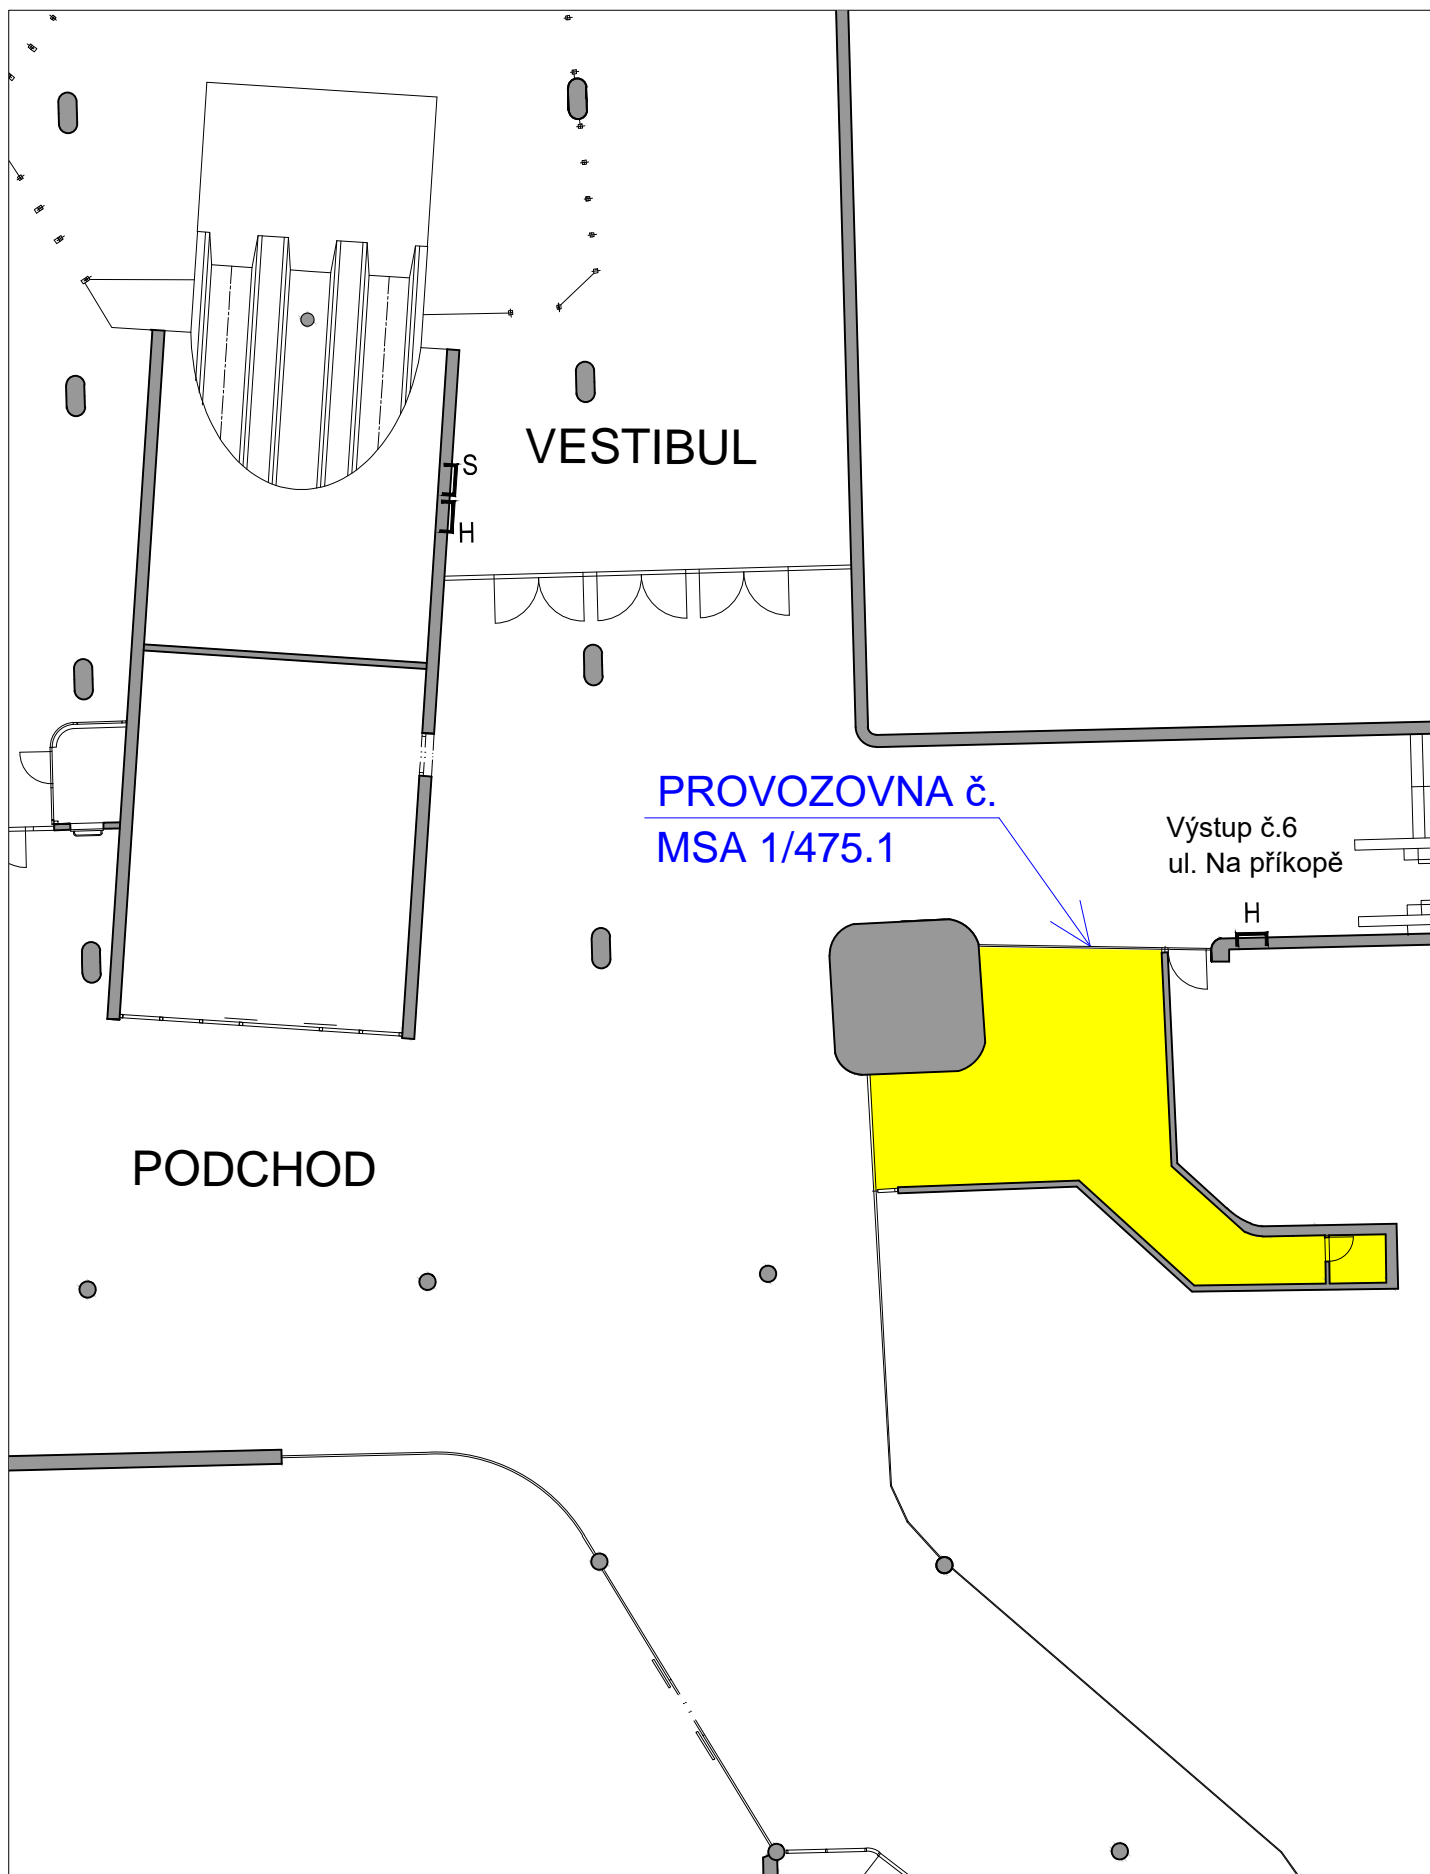 VESTIBUL
S
H
PROVOZOVNA č.
MSA 1/475.1
Výstup č.6
ul. Na příkopě
H
PODCHOD